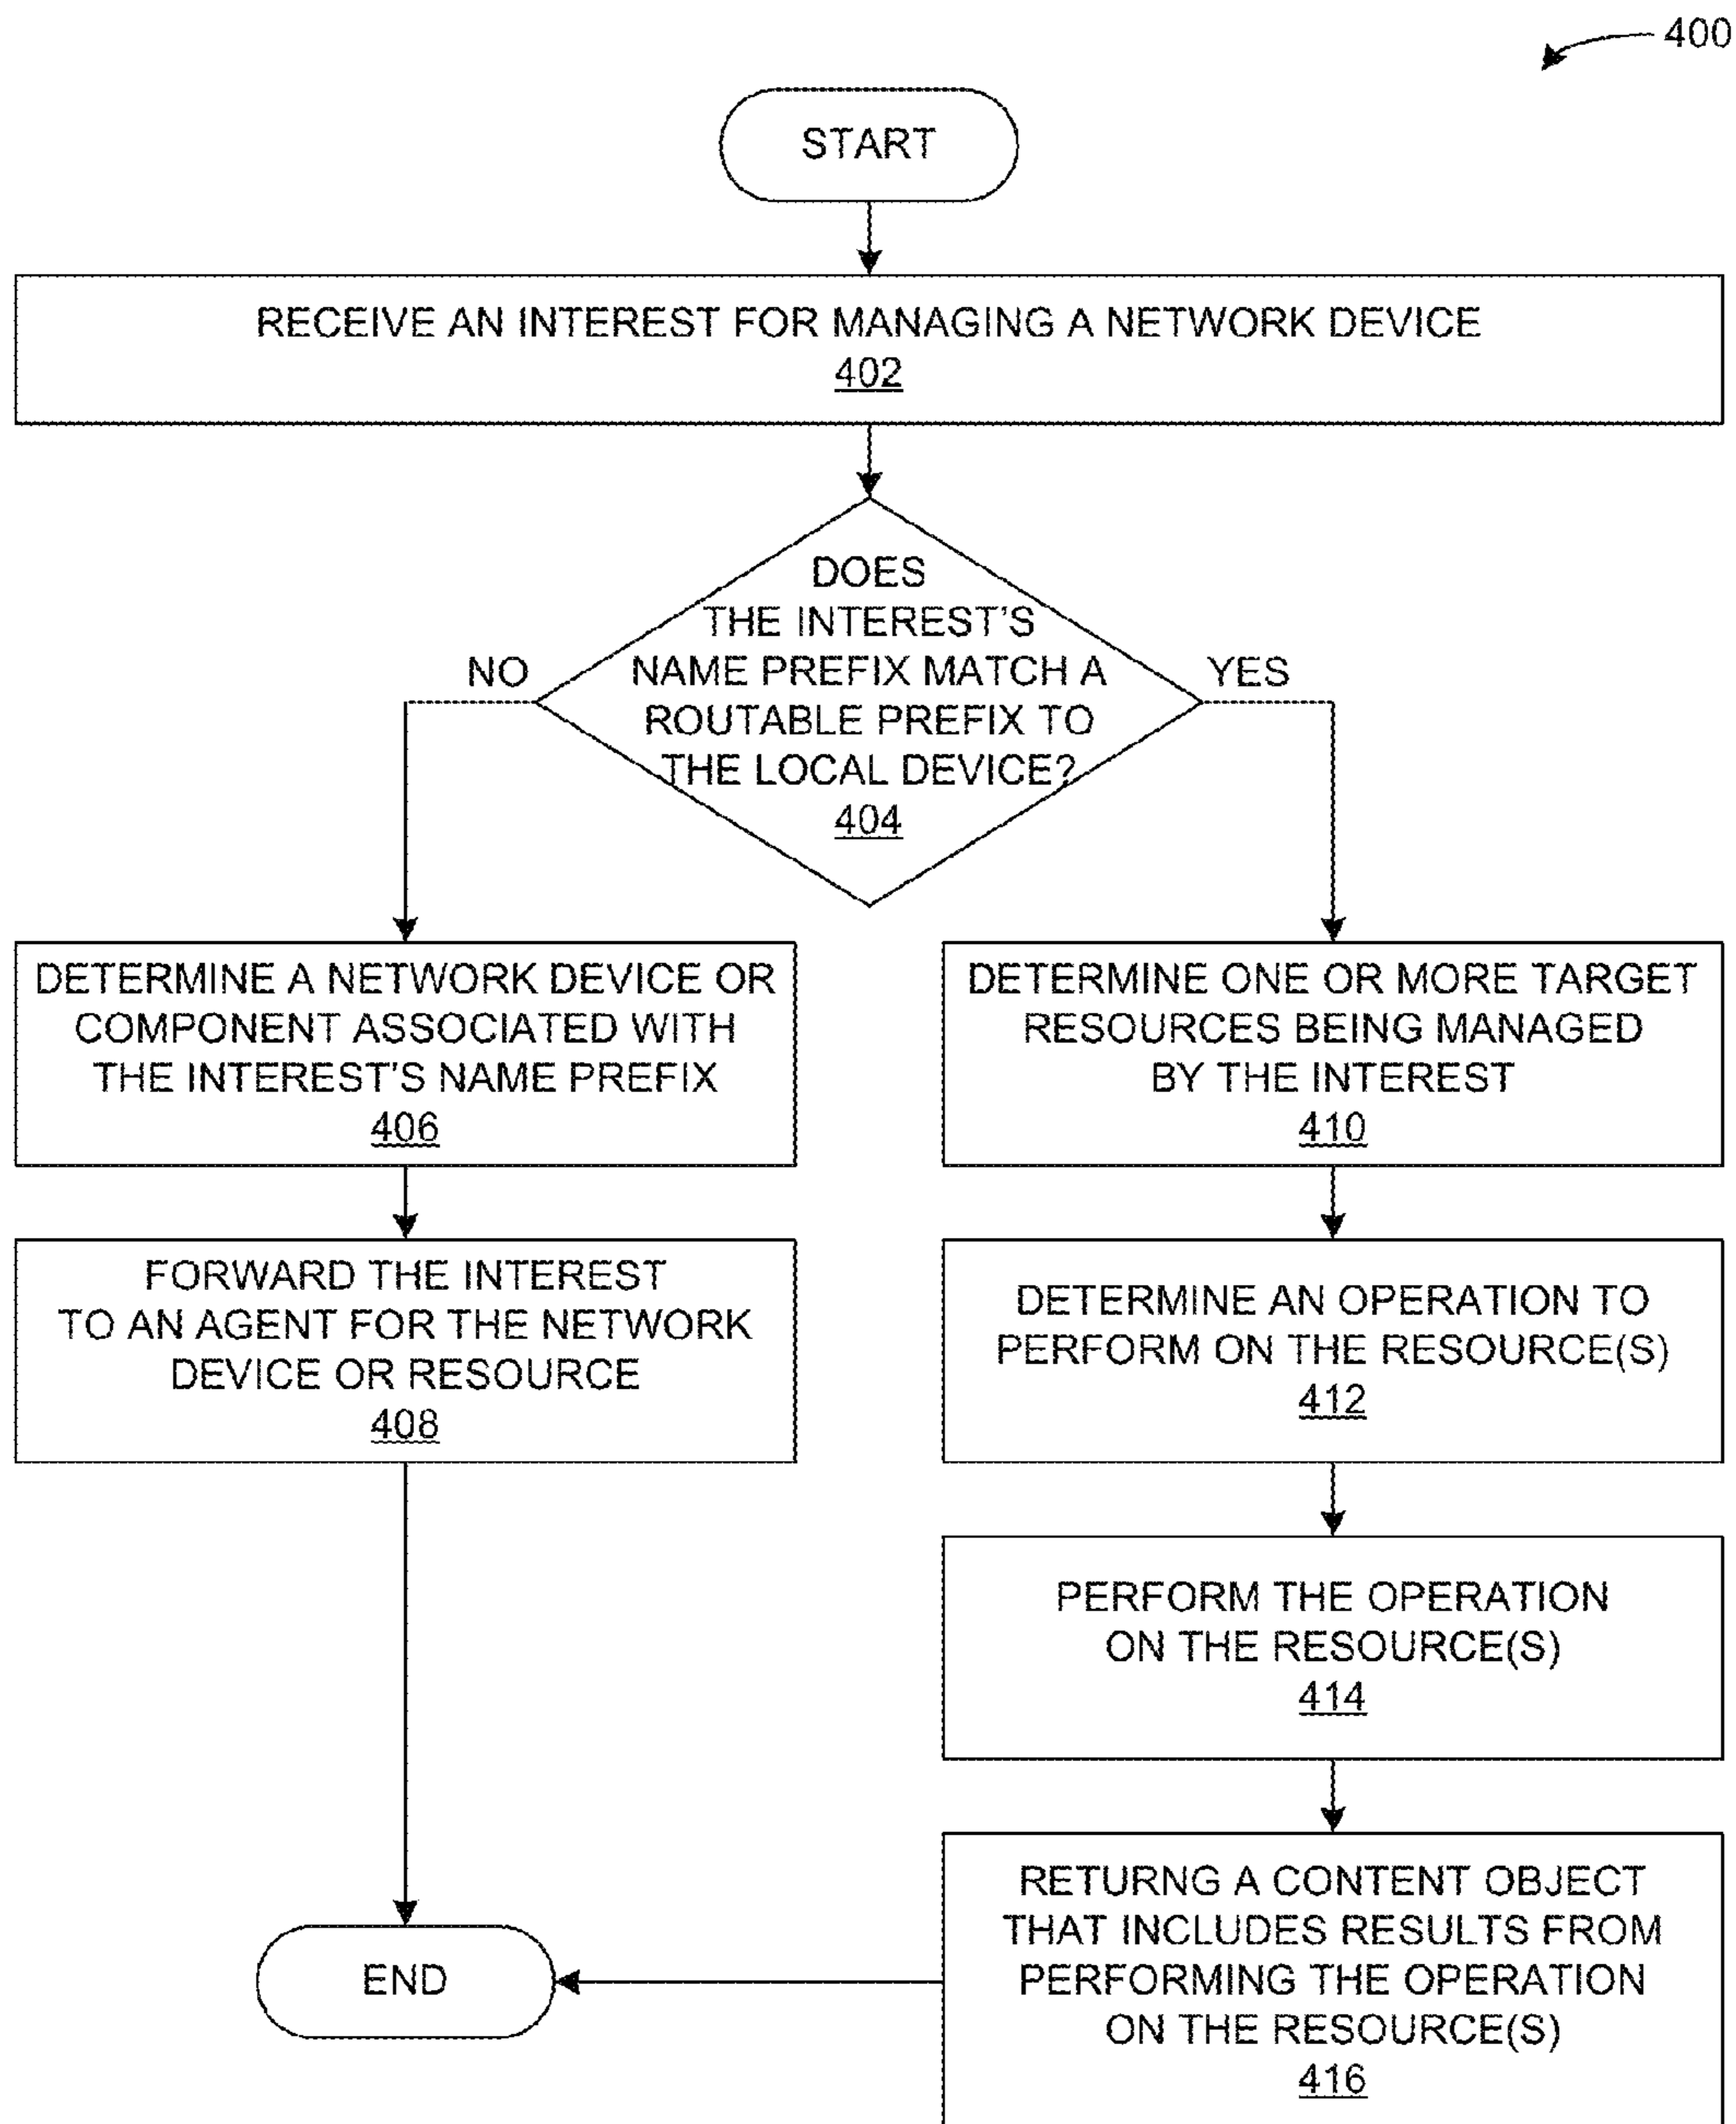 400
START
RECEIVE AN INTEREST FOR MANAGING A NETWORK DEVICE
402
DOES
THE INTEREST'S
NAME PREFIX MATCH A
ROUTABLE PREFIX TO
THE LOCAL DEVICE?
404
NO
YES
DETERMINE A NETWORK DEVICE OR
COMPONENT ASSOCIATED WITH
THE INTEREST'S NAME PREFIX
406
FORWARD THE INTEREST
TO AN AGENT FOR THE NETWORK
DEVICE OR RESOURCE
408
DETERMINE ONE OR MORE TARGET
RESOURCES BEING MANAGED
BY THE INTEREST
410
DETERMINE AN OPERATION TO
PERFORM ON THE RESOURCE(S)
412
PERFORM THE OPERATION
ON THE RESOURCE(S)
414
RETURNG A CONTENT OBJECT
THAT INCLUDES RESULTS FROM
PERFORMING THE OPERATION
ON THE RESOURCE(S)
416
END